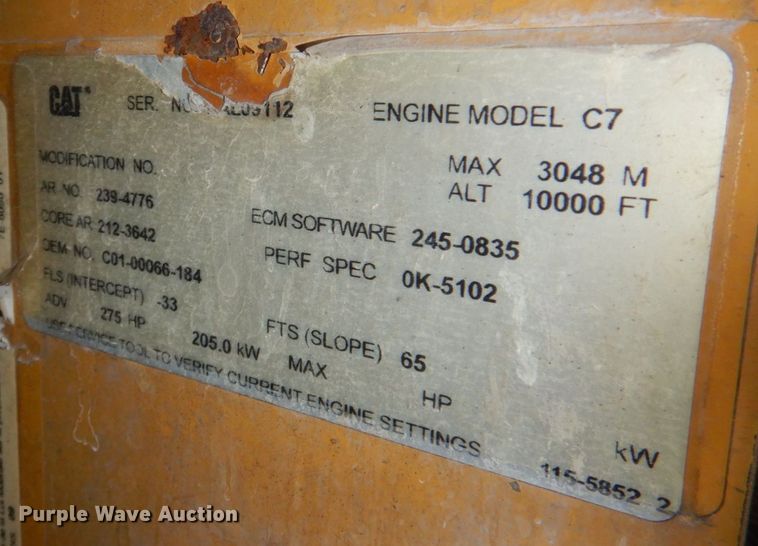 CAT® SER. ENGINE MODEL C7
MODIFICATION NO. MAX 3048 M
AR NO. 239-4776 ALT 10000 FT
CORE AR 212-3642 ECM SOFTWARE 245-0835
OEM NO. C01-00066-184 PERF SPEC 0K-5102
FLS (INTERCEPT) -33 FTS (SLOPE) 65
ADV 275 HP 205.0 kW MAX HP kW
USE SERVICE TOOL TO VERIFY CURRENT ENGINE SETTINGS 115-5852 2
Purple Wave Auction